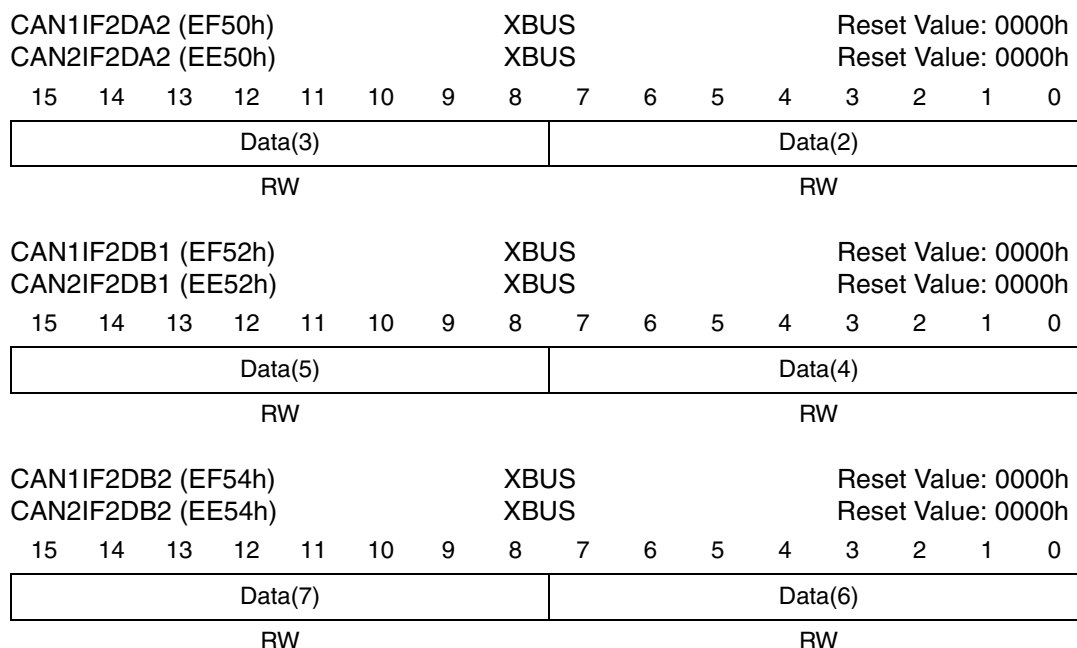 CAN1IF2DA2 (EF50h) XBUS Reset Value: 0000h
CAN2IF2DA2 (EE50h) XBUS Reset Value: 0000h
15 14 13 12 11 10 9 8 7 6 5 4 3 2 1 0
Data(3) Data(2)
RW RW
CAN1IF2DB1 (EF52h) XBUS Reset Value: 0000h
CAN2IF2DB1 (EE52h) XBUS Reset Value: 0000h
15 14 13 12 11 10 9 8 7 6 5 4 3 2 1 0
Data(5) Data(4)
RW RW
CAN1IF2DB2 (EF54h) XBUS Reset Value: 0000h
CAN2IF2DB2 (EE54h) XBUS Reset Value: 0000h
15 14 13 12 11 10 9 8 7 6 5 4 3 2 1 0
Data(7) Data(6)
RW RW